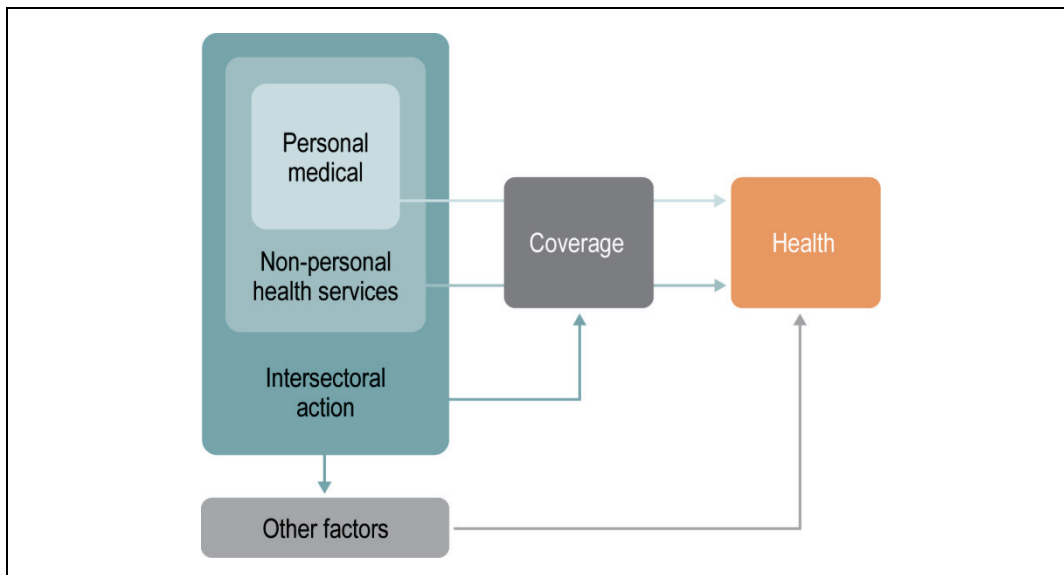 Personal
medical
Non-personal
health services
Intersectoral
action
Coverage
Health
Other factors